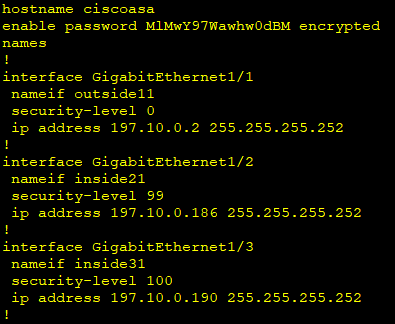 hostname ciscoasa
enable password MlMwY97Wawhw0dBM encrypted
names
!
interface GigabitEthernet1/1
 nameif outside11
 security-level 0
 ip address 197.10.0.2 255.255.255.252
!
interface GigabitEthernet1/2
 nameif inside21
 security-level 99
 ip address 197.10.0.186 255.255.255.252
!
interface GigabitEthernet1/3
 nameif inside31
 security-level 100
 ip address 197.10.0.190 255.255.255.252
!